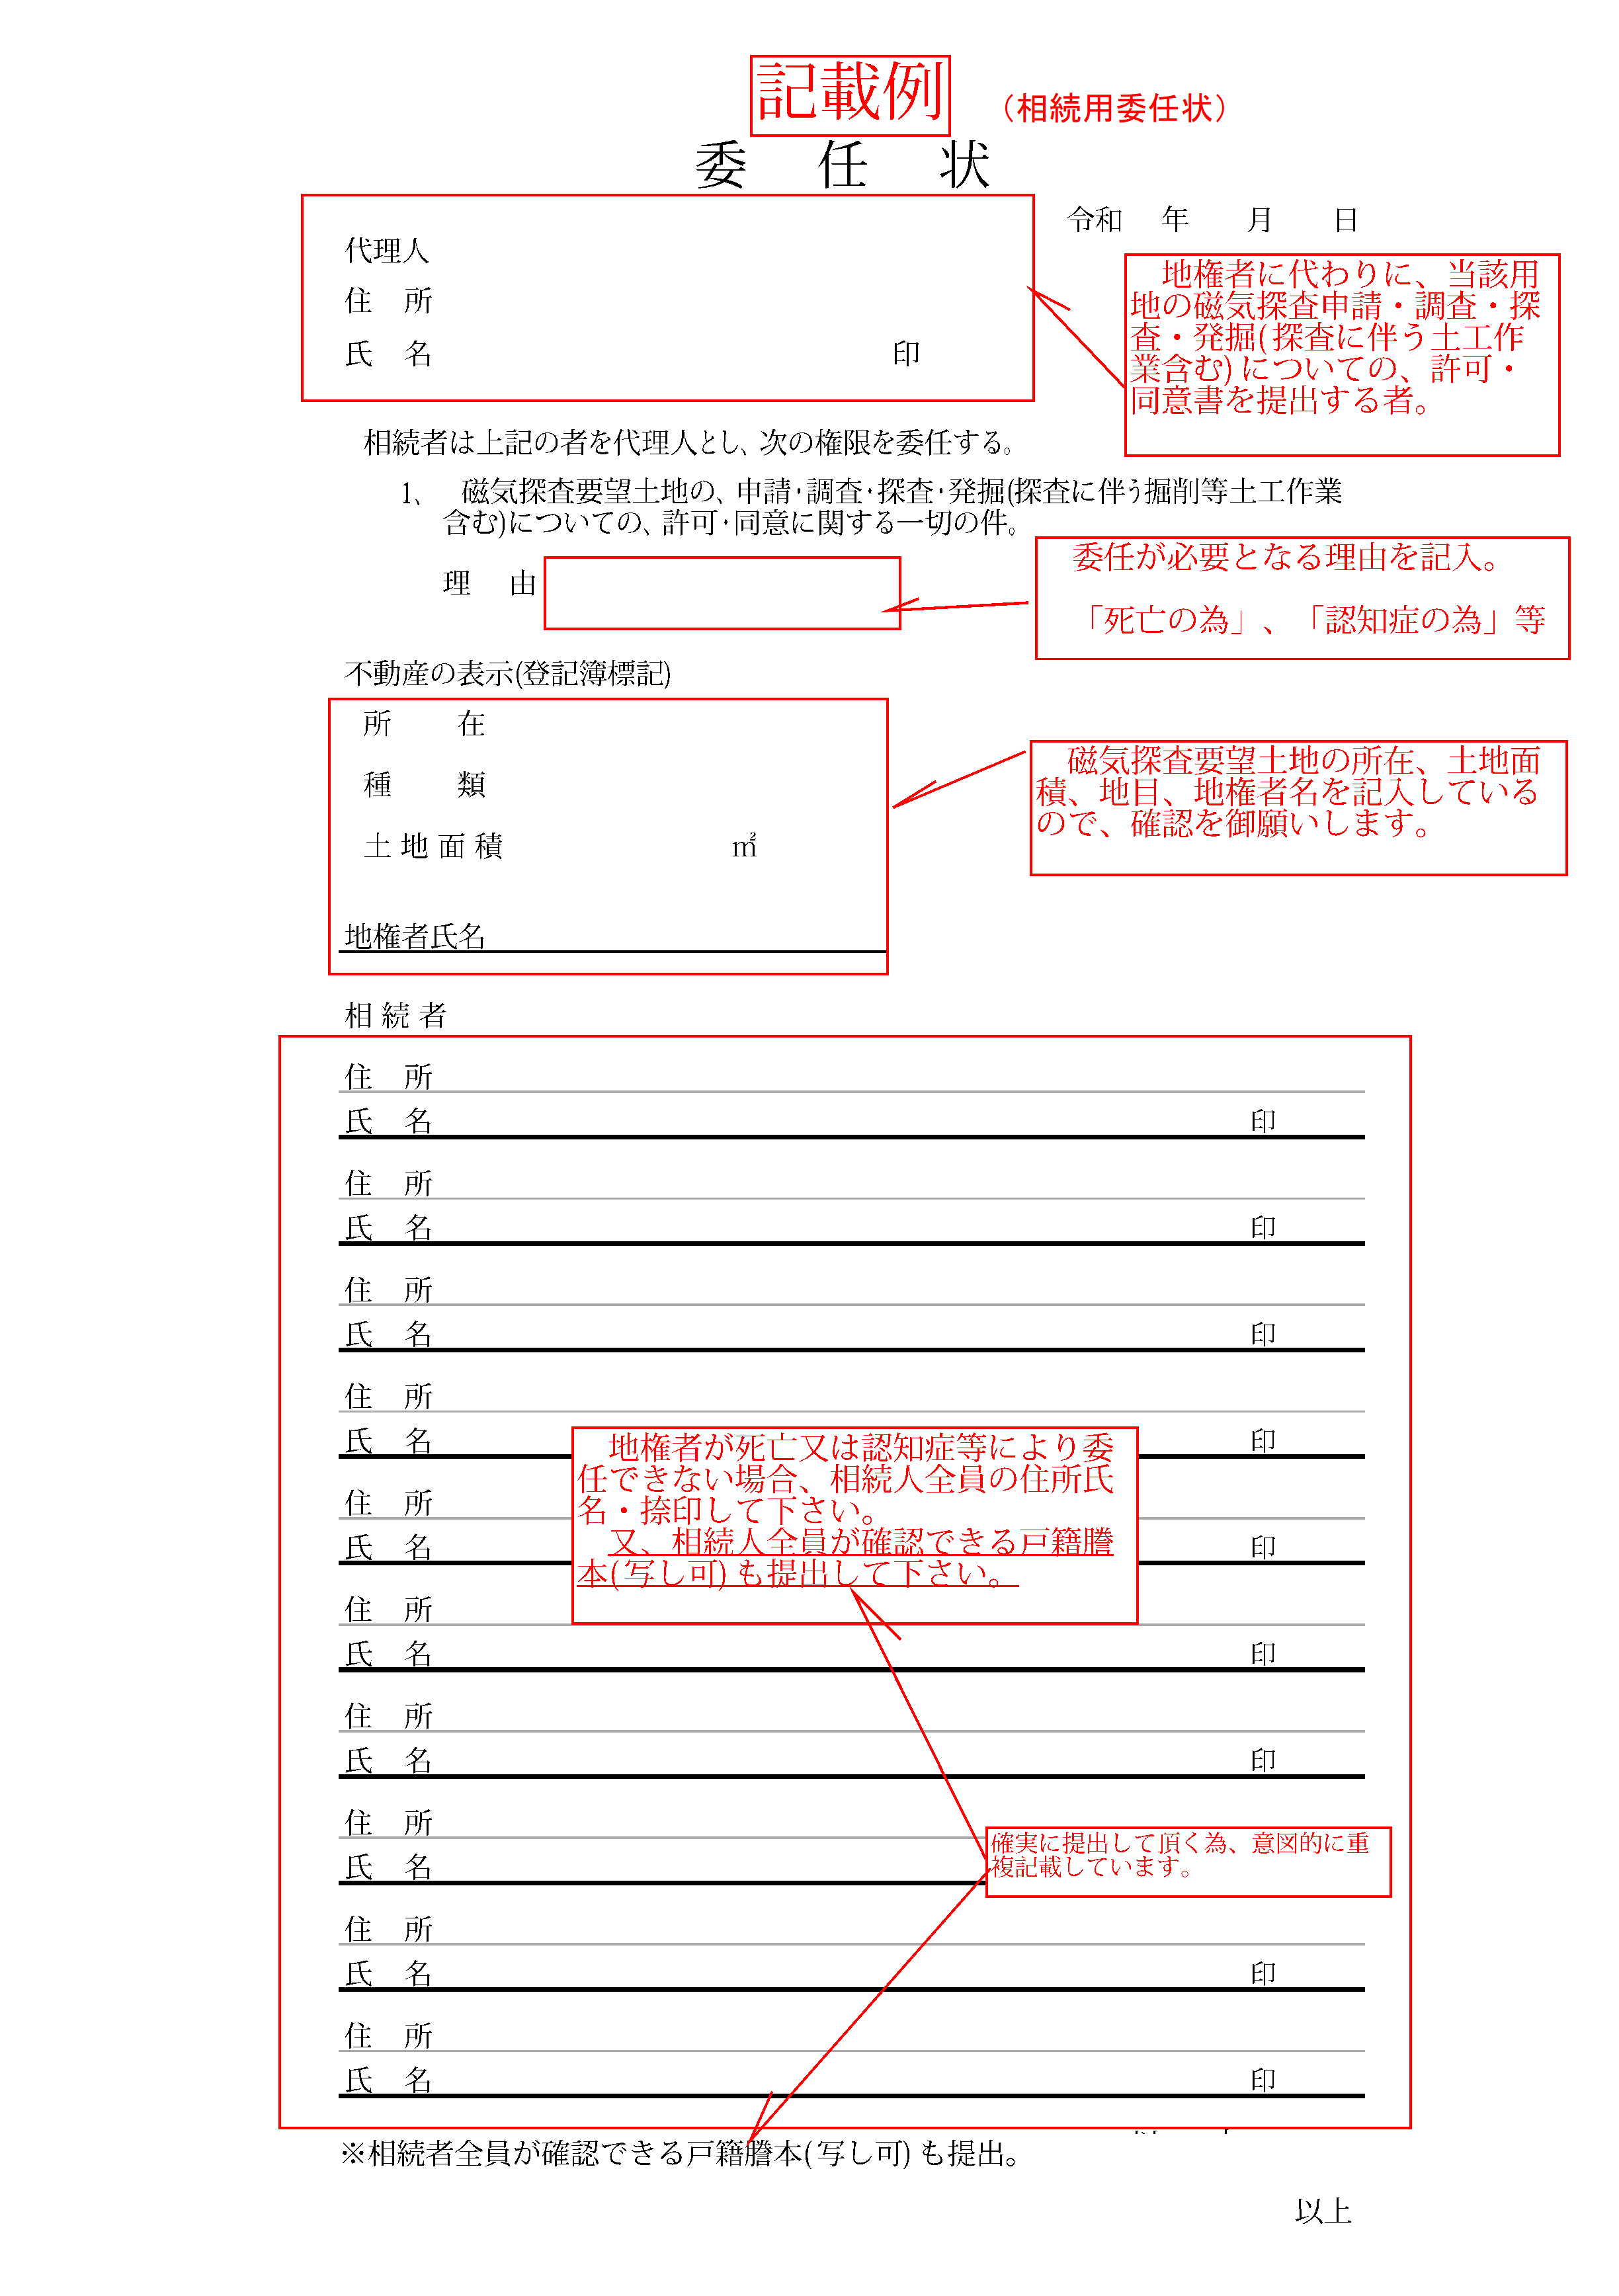 記載例
（相続用委任状）
委　任　状
令和　年　月　日
代理人
住　所
氏　名　印
地権者に代わりに、当該用
地の磁気探査申請・調査・探
査・発掘(探査に伴う土工作
業含む)についての、許可・
同意書を提出する者。
相続者は上記の者を代理人とし、次の権限を委任する。
1、　磁気探査要望土地の、申請・調査・探査・発掘(探査に伴う掘削等土工作業
含む)についての、許可・同意に関する一切の件。
理　由
委任が必要となる理由を記入。
「死亡の為」、「認知症の為」等
不動産の表示(登記簿標記)
所　在
種　類
土地面積　㎡
地権者氏名
磁気探査要望土地の所在、土地面
積、地目、地権者名を記入している
ので、確認を御願いします。
相続者
住　所
氏　名　印
住　所
氏　名　印
住　所
氏　名　印
住　所
氏　名　印
地権者が死亡又は認知症等により委
任できない場合、相続人全員の住所氏
名・捺印して下さい。
又、相続人全員が確認できる戸籍謄
本(写し可)も提出して下さい。
住　所
氏　名　印
住　所
氏　名　印
住　所
氏　名　印
住　所
氏　名
確実に提出して頂く為、意図的に重
複記載しています。
住　所
氏　名　印
住　所
氏　名　印
※相続者全員が確認できる戸籍謄本(写し可)も提出。
以上